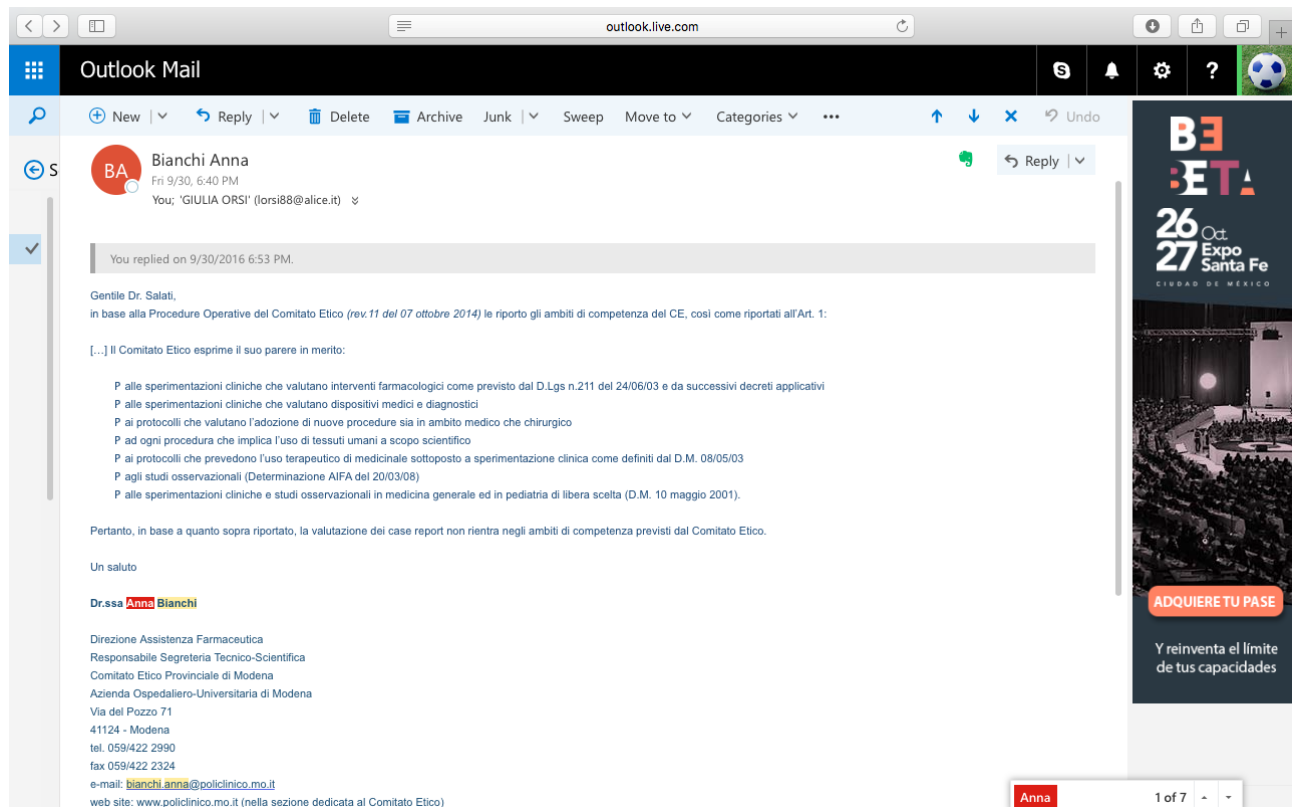 outlook.live.com
Outlook Mail
New
Reply
Delete
Archive
Junk
Sweep
Move to
Categories
Undo
S
BA
Bianchi Anna
Fri 9/30, 6:40 PM
You; 'GIULIA ORSI' (lorsi88@alice.it)
Reply
You replied on 9/30/2016 6:53 PM.
Gentile Dr. Salati,
in base alla Procedure Operative del Comitato Etico (rev.11 del 07 ottobre 2014) le riporto gli ambiti di competenza del CE, così come riportati all'Art. 1:
[…] Il Comitato Etico esprime il suo parere in merito:
P alle sperimentazioni cliniche che valutano interventi farmacologici come previsto dal D.Lgs n.211 del 24/06/03 e da successivi decreti applicativi
P alle sperimentazioni cliniche che valutano dispositivi medici e diagnostici
P ai protocolli che valutano l'adozione di nuove procedure sia in ambito medico che chirurgico
P ad ogni procedura che implica l'uso di tessuti umani a scopo scientifico
P ai protocolli che prevedono l'uso terapeutico di medicinale sottoposto a sperimentazione clinica come definiti dal D.M. 08/05/03
P agli studi osservazionali (Determinazione AIFA del 20/03/08)
P alle sperimentazioni cliniche e studi osservazionali in medicina generale ed in pediatria di libera scelta (D.M. 10 maggio 2001).
Pertanto, in base a quanto sopra riportato, la valutazione dei case report non rientra negli ambiti di competenza previsti dal Comitato Etico.
Un saluto
Dr.ssa Anna Bianchi
Direzione Assistenza Farmaceutica
Responsabile Segreteria Tecnico-Scientifica
Comitato Etico Provinciale di Modena
Azienda Ospedaliero-Universitaria di Modena
Via del Pozzo 71
41124 - Modena
tel. 059/422 2990
fax 059/422 2324
e-mail: bianchi.anna@policlinico.mo.it
web site: www.policlinico.mo.it (nella sezione dedicata al Comitato Etico)
BE
BETA
26 Oct
27 Expo
Santa Fe
CIUDAD DE MÉXICO
ADQUIERE TU PASE
Y reinventa el límite
de tus capacidades
Anna
1 of 7